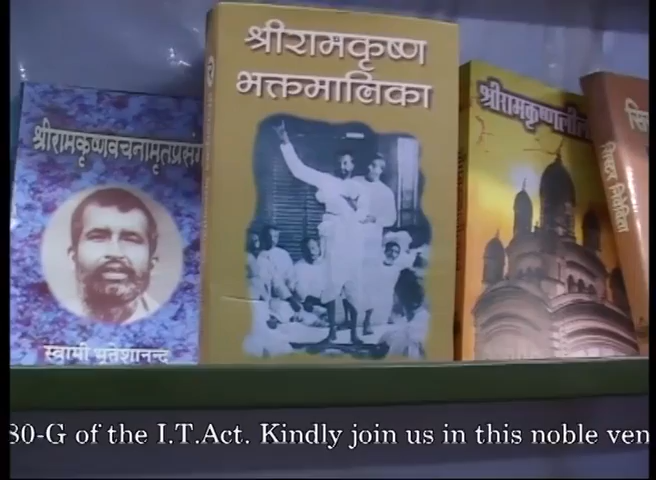 श्रीरामकृष्णवचनामृतप्रसंग
स्वामी भूतेशानन्द
श्रीरामकृष्ण
भक्तमालिका
श्रीरामकृष्णलीला
80-G of the I.T.Act. Kindly join us in this noble ven